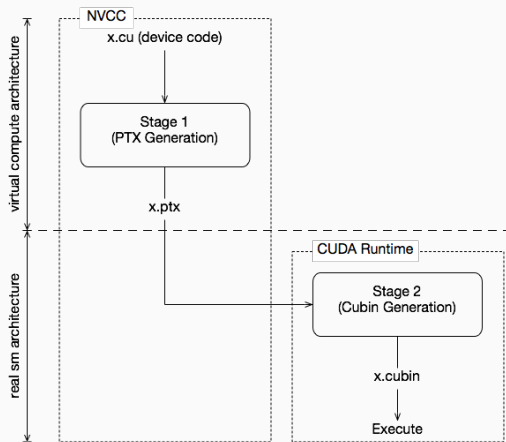 NVCC
x.cu (device code)
Stage 1
(PTX Generation)
x.ptx
virtual compute architecture
CUDA Runtime
Stage 2
(Cubin Generation)
x.cubin
Execute
real sm architecture